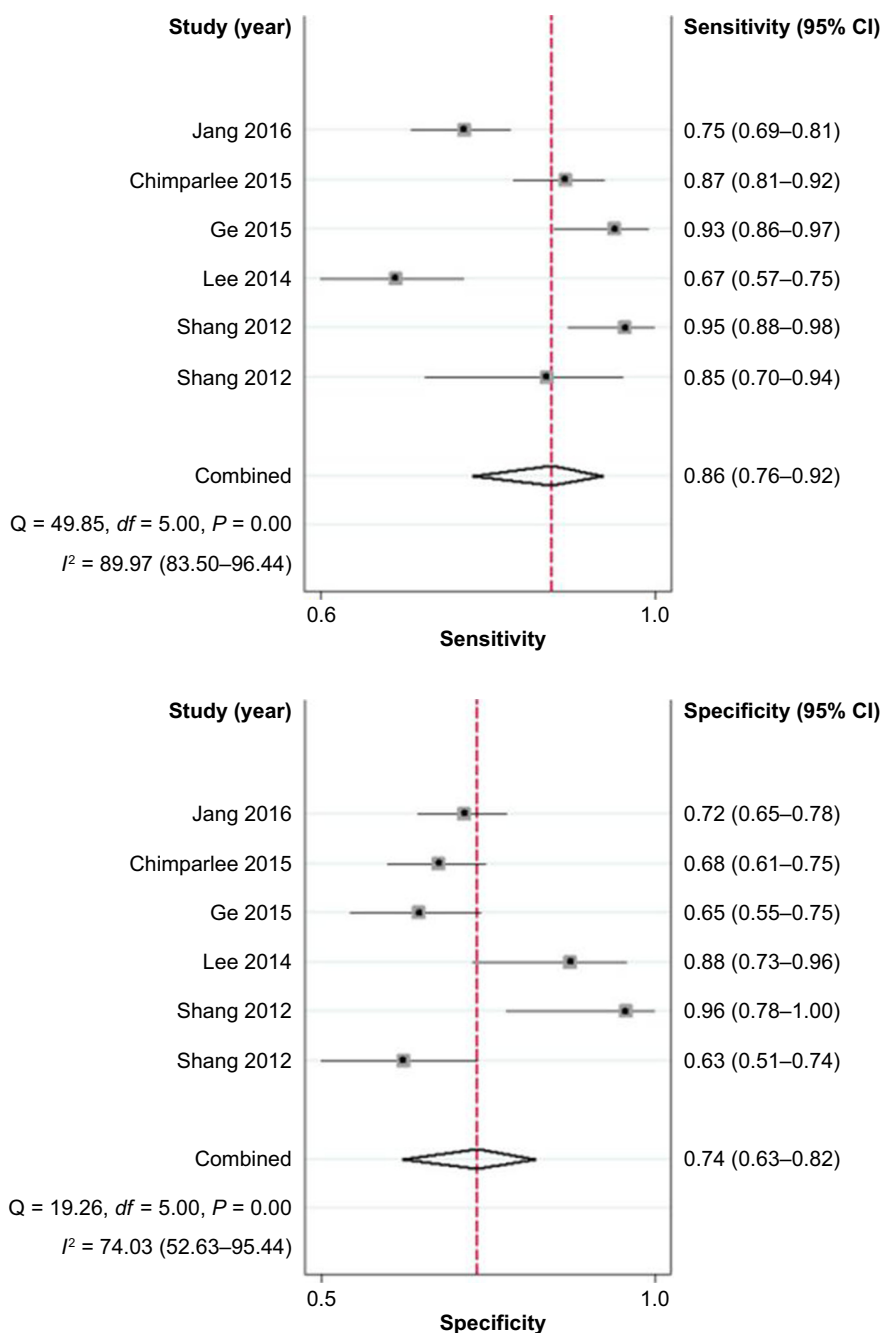 Study (year) Sensitivity (95% CI)
Jang 2016 0.75 (0.69–0.81)
Chimparlee 2015 0.87 (0.81–0.92)
Ge 2015 0.93 (0.86–0.97)
Lee 2014 0.67 (0.57–0.75)
Shang 2012 0.95 (0.88–0.98)
Shang 2012 0.85 (0.70–0.94)
Combined 0.86 (0.76–0.92)
Q = 49.85, df = 5.00, P = 0.00
I² = 89.97 (83.50–96.44)
0.6 1.0
Sensitivity
Study (year) Specificity (95% CI)
Jang 2016 0.72 (0.65–0.78)
Chimparlee 2015 0.68 (0.61–0.75)
Ge 2015 0.65 (0.55–0.75)
Lee 2014 0.88 (0.73–0.96)
Shang 2012 0.96 (0.78–1.00)
Shang 2012 0.63 (0.51–0.74)
Combined 0.74 (0.63–0.82)
Q = 19.26, df = 5.00, P = 0.00
I² = 74.03 (52.63–95.44)
0.5 1.0
Specificity